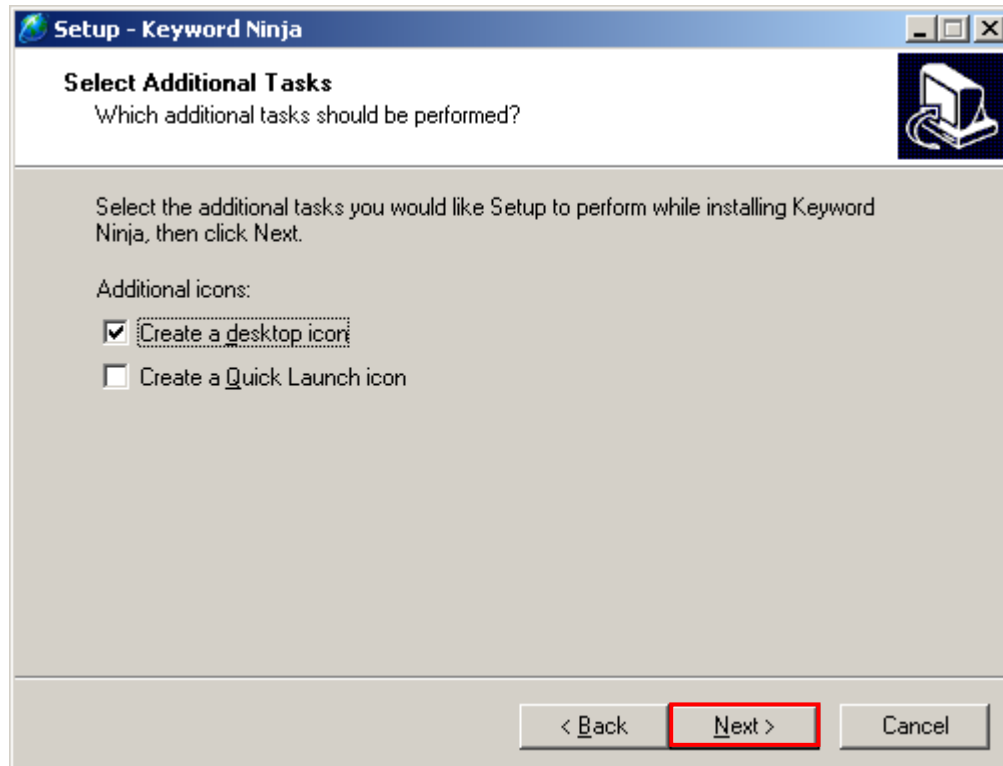 Setup - Keyword Ninja
Select Additional Tasks
Which additional tasks should be performed?
Select the additional tasks you would like Setup to perform while installing Keyword
Ninja, then click Next.
Additional icons:
Create a desktop icon
Create a Quick Launch icon
< Back Next > Cancel